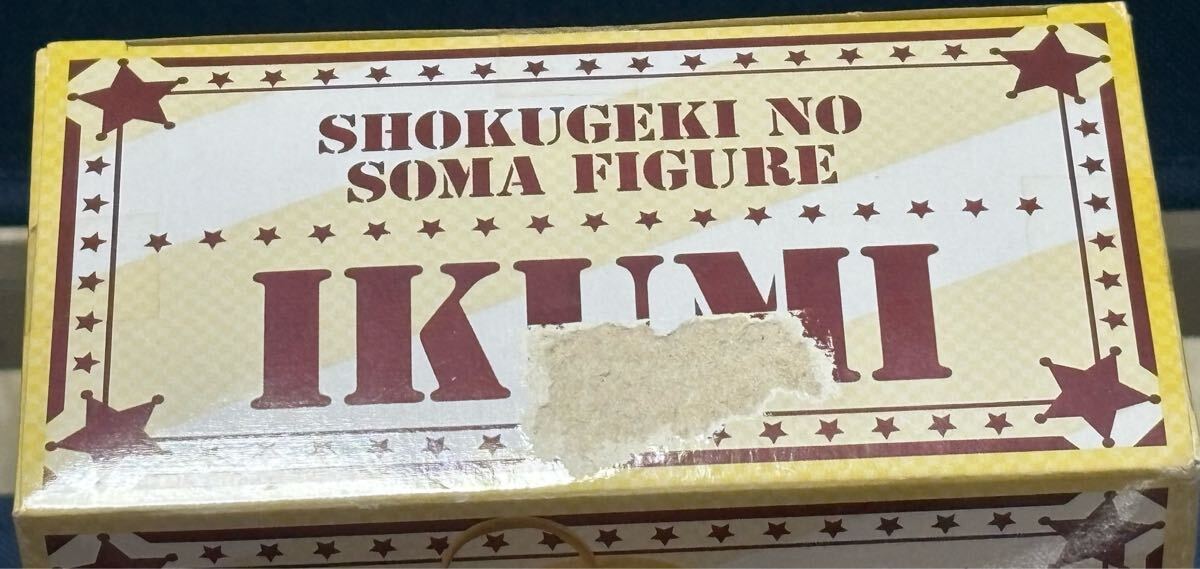 SHOKUGEKI NO
SOMA FIGURE
IKUMI